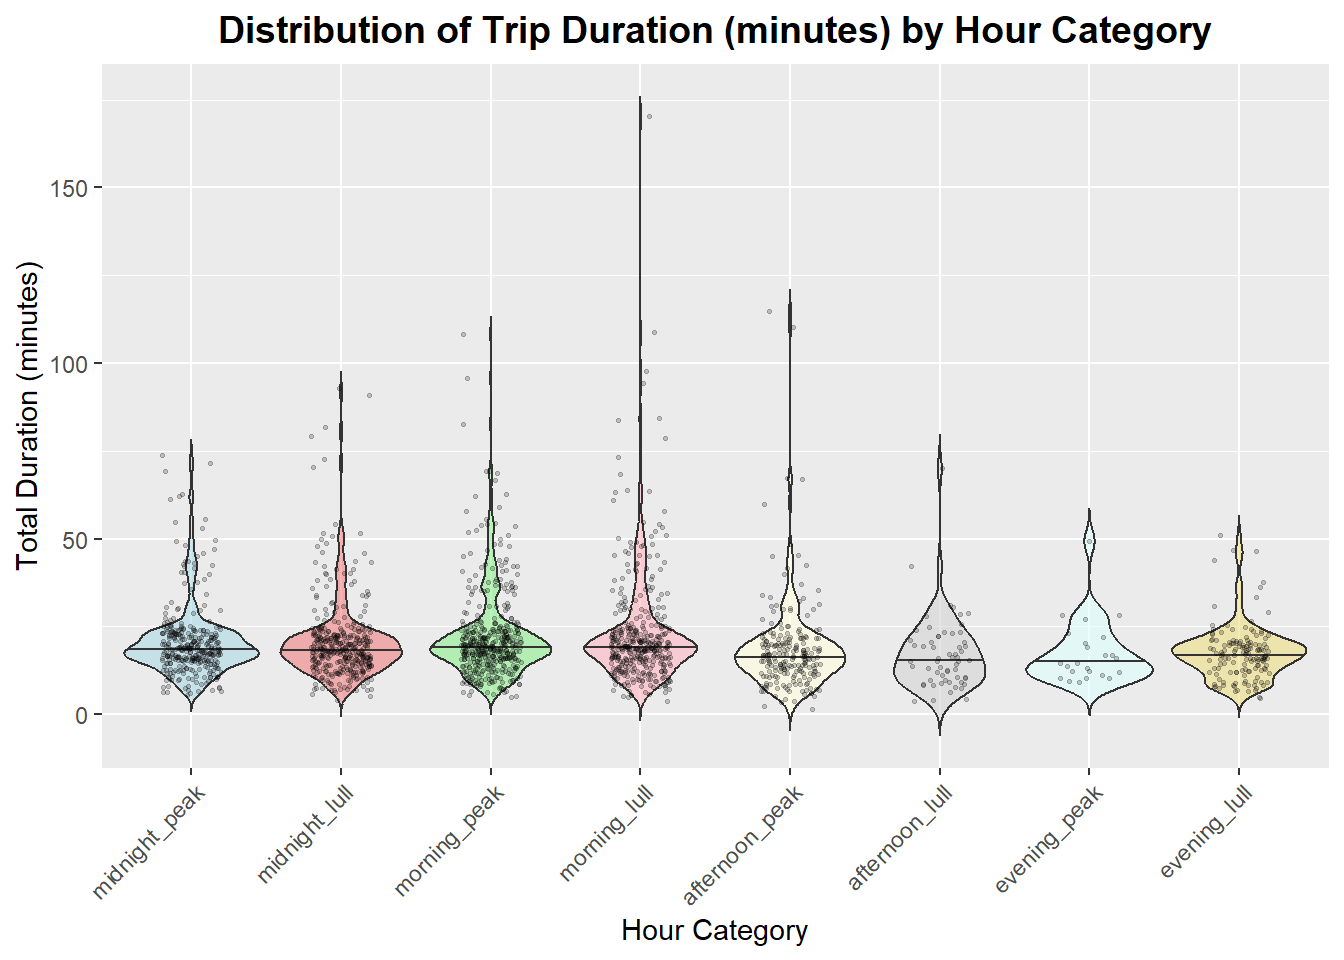 Distribution of Trip Duration (minutes) by Hour Category
Total Duration (minutes)
150
100
50
0
midnight_peak
midnight_lull
morning_peak
morning_lull
afternoon_peak
afternoon_lull
evening_peak
evening_lull
Hour Category